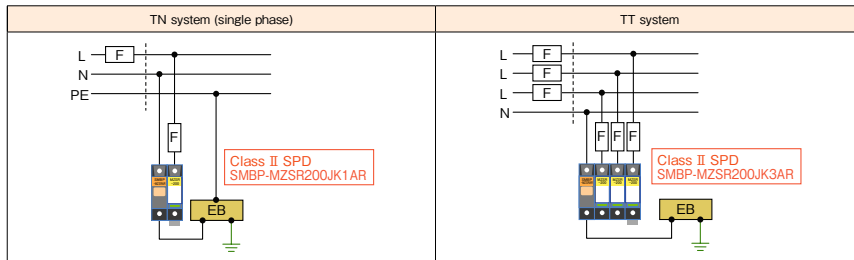 TN system (single phase)
TT system
L
F
N
PE
F
Class Ⅱ SPD
SMBP-MZSR200JK1AR
EB
L
F
L
F
L
F
N
F
F
F
Class Ⅱ SPD
SMBP-MZSR200JK3AR
EB